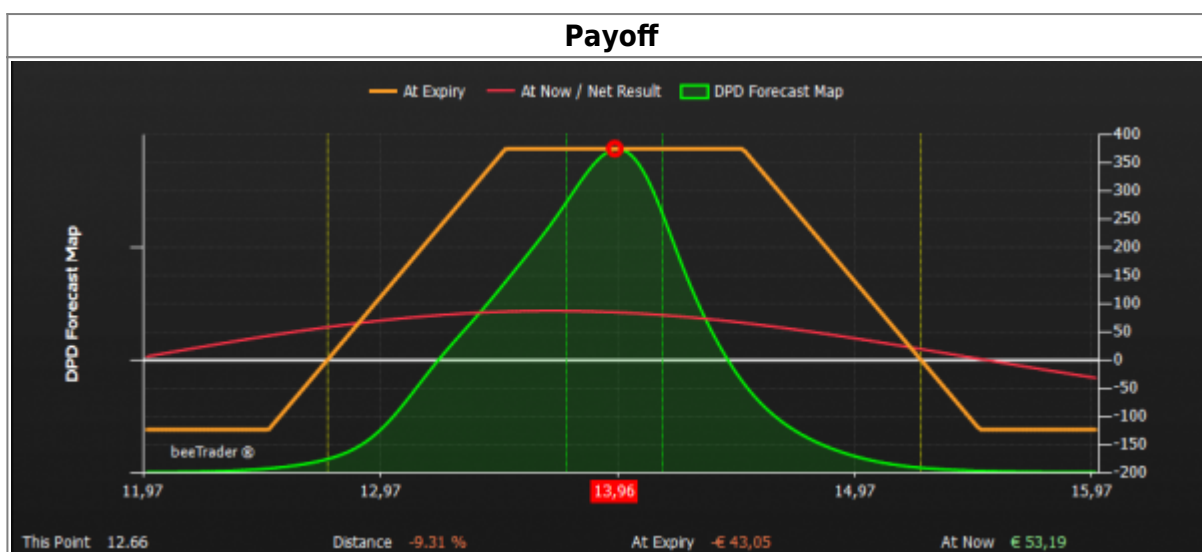 Payoff
At Expiry At Now / Net Result DPD Forecast Map
400
350
300
250
200
150
100
50
0
-50
-100
-150
-200
DPD Forecast Map
beeTrader ®
11,97 12,97 13,96 14,97 15,97
This Point 12.66 Distance -9.31 % At Expiry -€ 43,05 At Now € 53,19